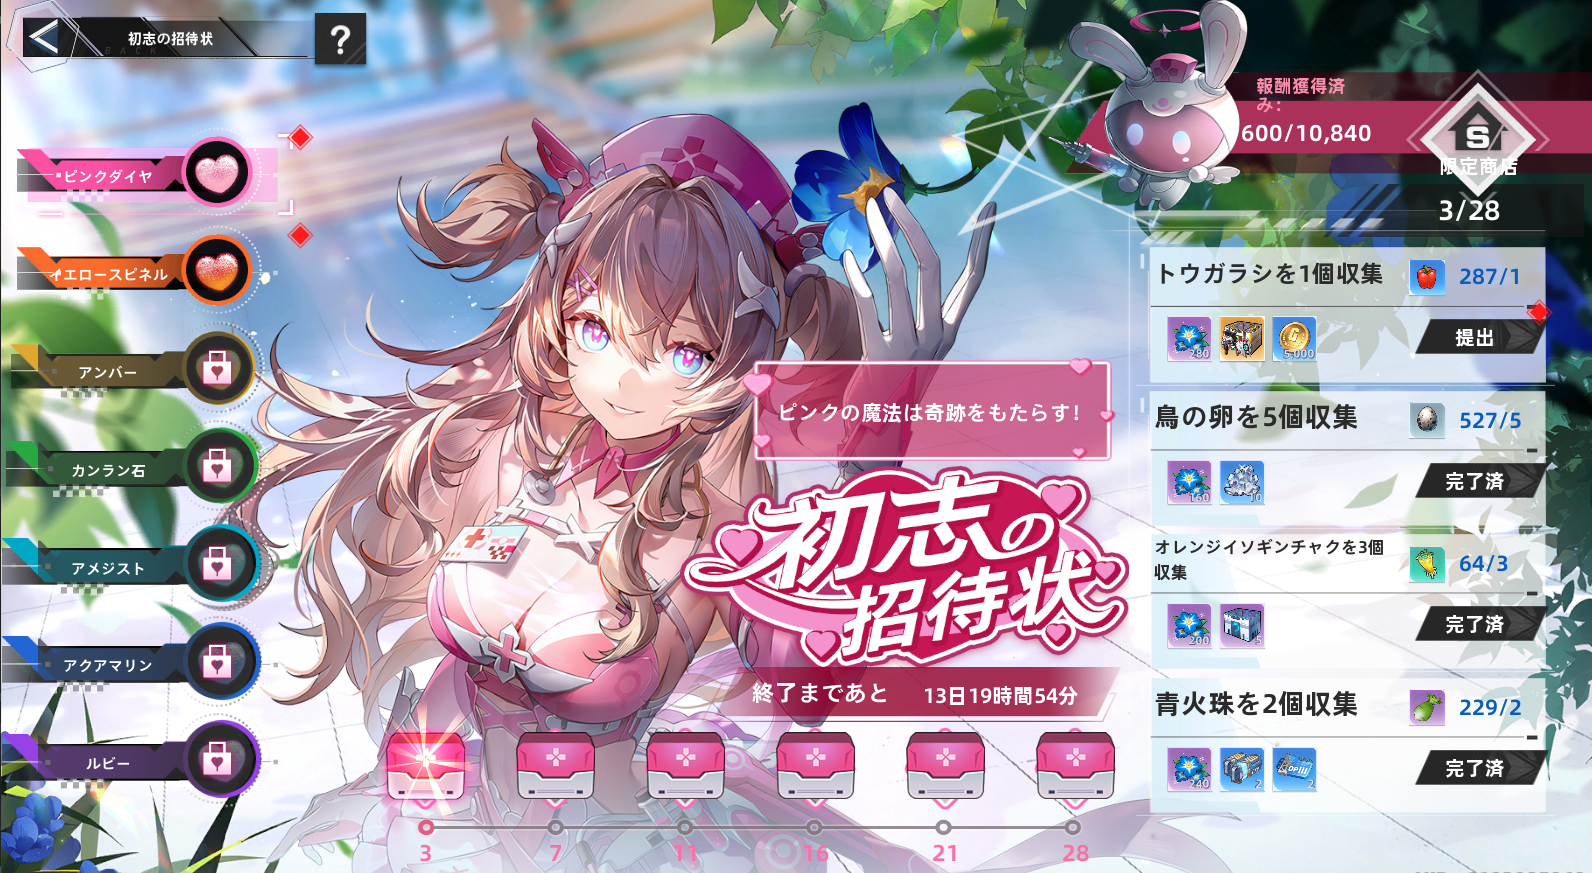 初志の招待状
BACK
?
ピンクダイヤ
イエロースピネル
アンバー
カンラン石
アメジスト
アクアマリン
ルビー
ピンクの魔法は奇跡をもたらす!
初志の
招待状
終了まであと 13日19時間54分
3
7
11
16
21
28
報酬獲得済
み:
600/10,840
S
限定商店
3/28
トウガラシを1個収集
287/1
280
5,000
提出
鳥の卵を5個収集
527/5
160
10
完了済
オレンジイソギンチャクを3個
収集
64/3
200
5
完了済
青火珠を2個収集
229/2
240
2
2
完了済